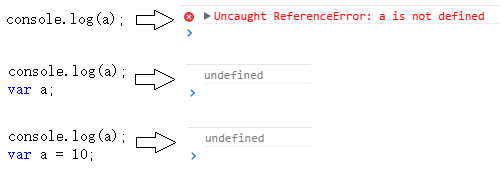 console.log(a);
Uncaught ReferenceError: a is not defined
>
console.log(a);
var a;
undefined
>
console.log(a);
var a = 10;
undefined
>